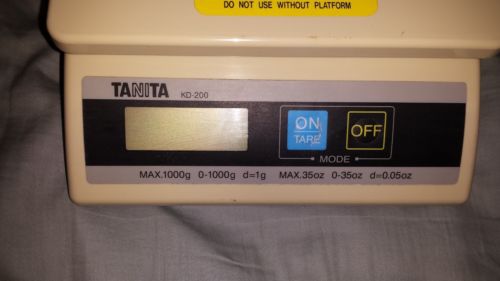 DO NOT USE WITHOUT PLATFORM
TANITA KD-200
ON
TARE
OFF
MODE
MAX.1000g 0-1000g d=1g MAX.35oz 0-35oz d=0.05oz